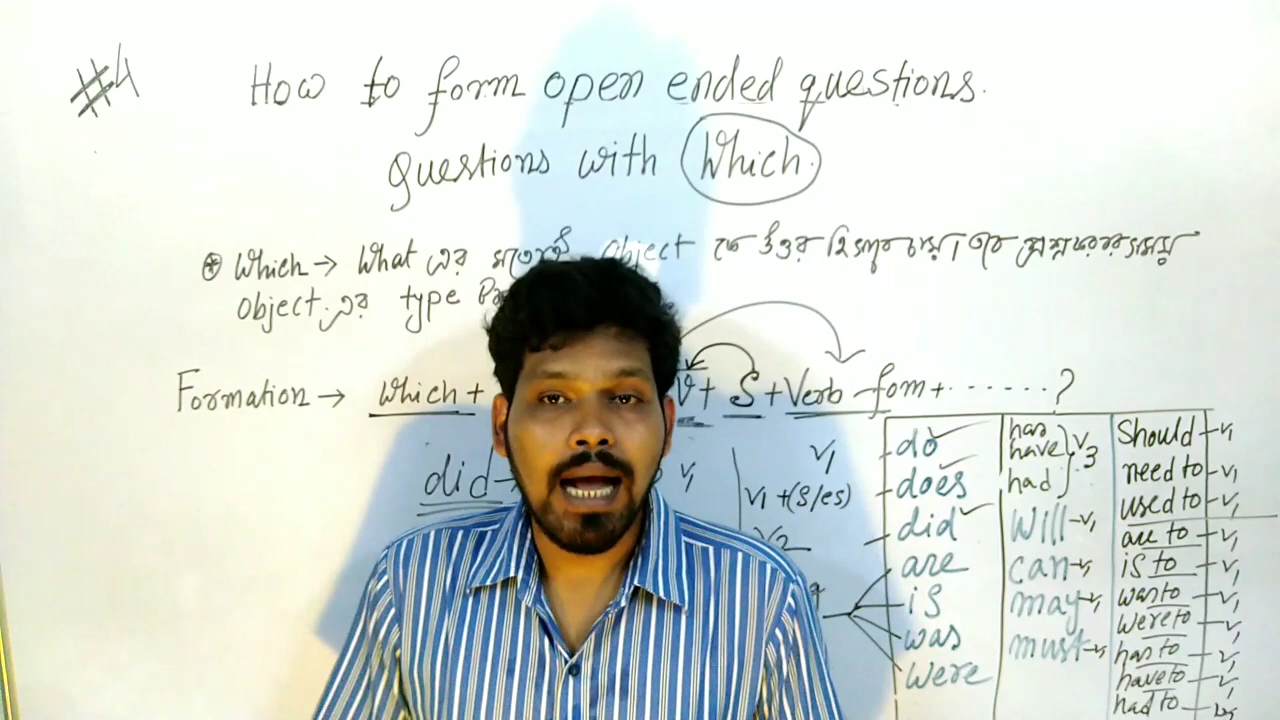 #4
How to form open ended questions.
Questions with Which.
⊛ Which → What এর মতোই object কে উত্তর হিসাবে চায়। তবে প্রশ্ন করার সময়
object. এর type
Formation → Which + V + S + Verb-fom + ......?
did → V1
V1
V1 + (S/es)
V2
do
does
did
are
is
was
were
has
have
had
V3
will - V1
can - V1
may - V1
must - V1
Should - V1
need to - V1
used to - V1
are to - V1
is to - V1
was to - V1
were to - V1
has to - V1
have to - V1
had to - V1